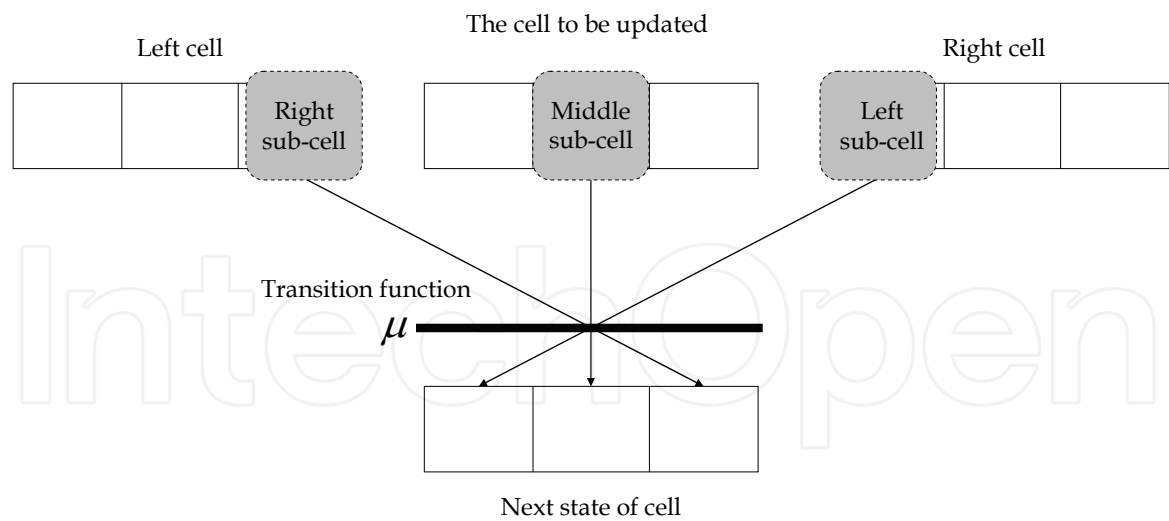 The cell to be updated
Left cell
Right cell
Right
sub-cell
Middle
sub-cell
Left
sub-cell
Transition function
μ
IntechOpen
Next state of cell